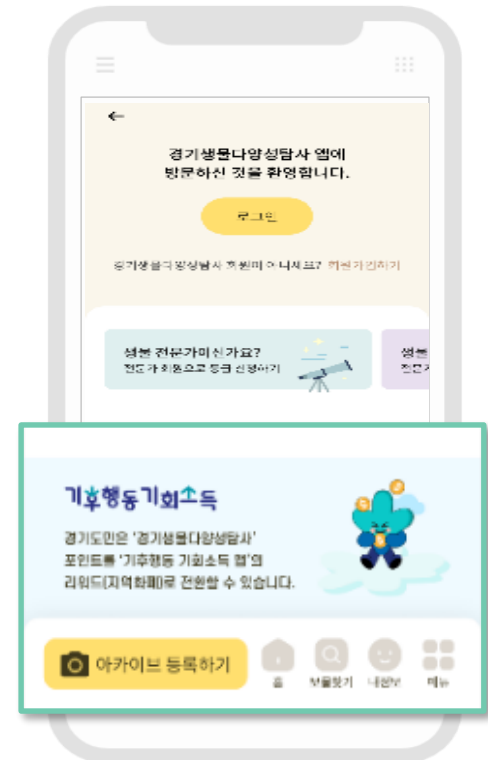 경기생물다양성탐사 앱에
방문하신 것을 환영합니다.
로그인
경기생물다양성탐사 회원이 아니세요? 회원가입하기
생물 전문가이신가요?
전문가 회원으로 등급 신청하기
생물
전문가
기후행동기회소득
경기도민은 '경기생물다양성탐사'
포인트를 '기후행동 기회소득 앱'의
리워드(지역화폐)로 전환할 수 있습니다.
아카이브 등록하기
홈
보물찾기
내정보
메뉴